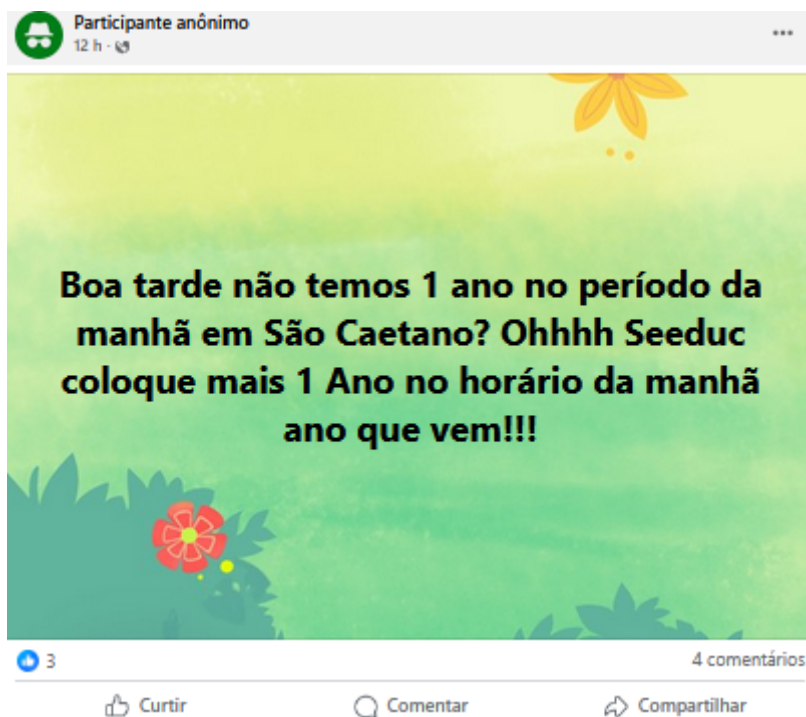 Participante anônimo
12 h ·
...
Boa tarde não temos 1 ano no período da
manhã em São Caetano? Ohhhh Seeduc
coloque mais 1 Ano no horário da manhã
ano que vem!!!
3
4 comentários
Curtir
Comentar
Compartilhar